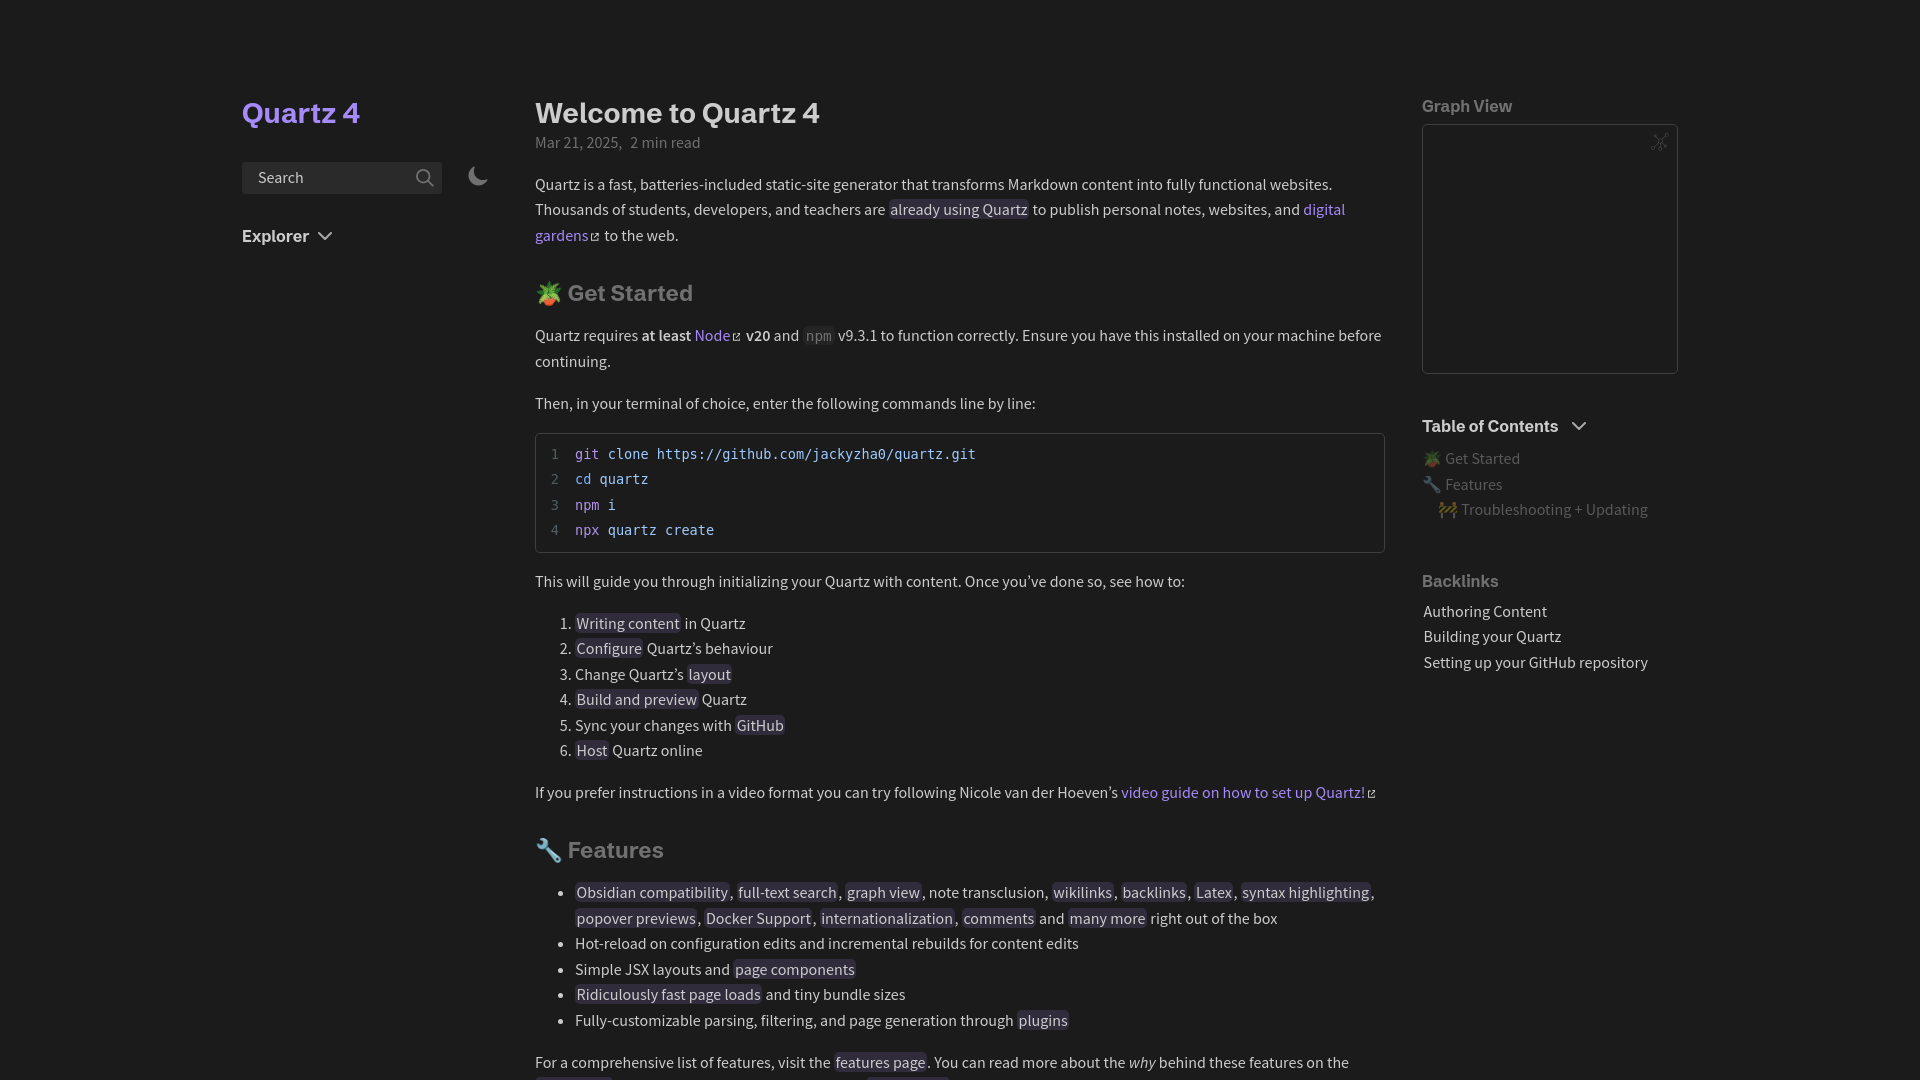 Quartz 4
Search
Explorer
Welcome to Quartz 4
Mar 21, 2025, 2 min read
Quartz is a fast, batteries-included static-site generator that transforms Markdown content into fully functional websites.
Thousands of students, developers, and teachers are already using Quartz to publish personal notes, websites, and digital
gardens to the web.
🪴 Get Started
Quartz requires at least Node v20 and npm v9.3.1 to function correctly. Ensure you have this installed on your machine before
continuing.
Then, in your terminal of choice, enter the following commands line by line:
1 git clone https://github.com/jackyzha0/quartz.git
2 cd quartz
3 npm i
4 npx quartz create
This will guide you through initializing your Quartz with content. Once you’ve done so, see how to:
1. Writing content in Quartz
2. Configure Quartz’s behaviour
3. Change Quartz’s layout
4. Build and preview Quartz
5. Sync your changes with GitHub
6. Host Quartz online
If you prefer instructions in a video format you can try following Nicole van der Hoeven’s video guide on how to set up Quartz!
🔧 Features
• Obsidian compatibility, full-text search, graph view, note transclusion, wikilinks, backlinks, Latex, syntax highlighting,
popover previews, Docker Support, internationalization, comments and many more right out of the box
• Hot-reload on configuration edits and incremental rebuilds for content edits
• Simple JSX layouts and page components
• Ridiculously fast page loads and tiny bundle sizes
• Fully-customizable parsing, filtering, and page generation through plugins
For a comprehensive list of features, visit the features page. You can read more about the why behind these features on the
Graph View
Table of Contents
🪴 Get Started
🔧 Features
🚧 Troubleshooting + Updating
Backlinks
Authoring Content
Building your Quartz
Setting up your GitHub repository